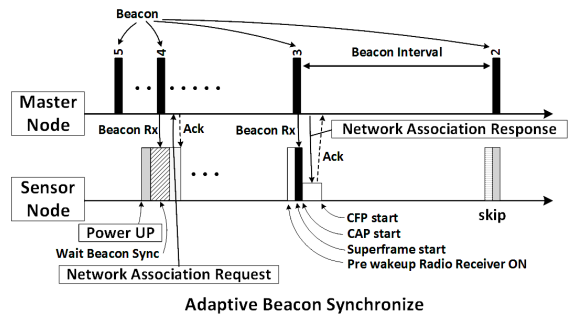 Beacon
5
4
3
2
Beacon Interval
Master
Node
Beacon Rx
Ack
Beacon Rx
Network Association Response
Ack
Sensor
Node
Power UP
Wait Beacon Sync
Network Association Request
CFP start
CAP start
Superframe start
Pre wakeup Radio Receiver ON
skip
Adaptive Beacon Synchronize